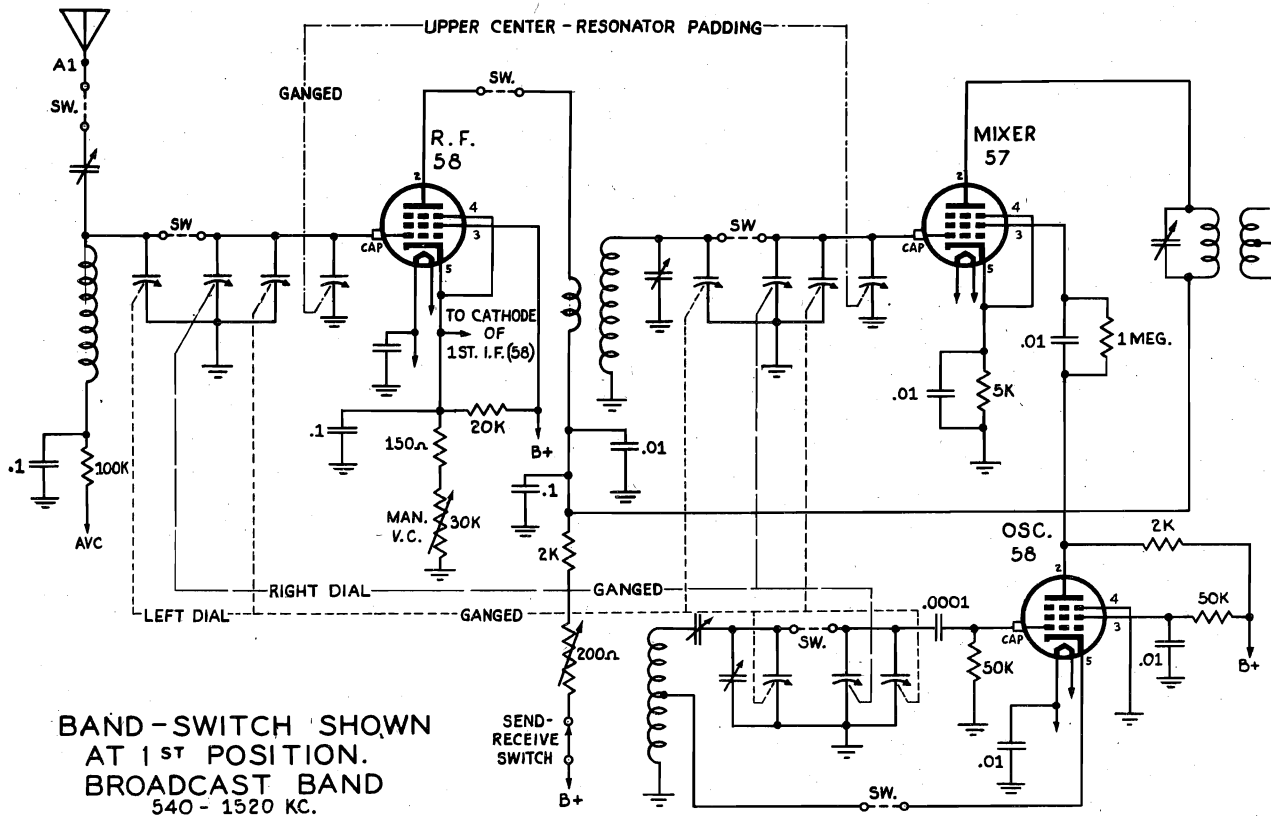 UPPER CENTER - RESONATOR PADDING
A1
SW.
GANGED
SW.
R.F.
58
MIXER
57
2
4
3
CAP
5
SW
SW
2
4
3
CAP
5
TO CATHODE
OF
1ST. I.F.(58)
.01
1 MEG.
.01
5K
.1
20K
150Ω
B+
.01
.1
100K
.1
MAN.
V.C.
30K
AVC
2K
OSC.
58
2K
RIGHT DIAL
GANGED
LEFT DIAL
GANGED
.0001
2
4
3
CAP
5
50K
SW.
50K
.01
B+
200Ω
.01
SEND-
RECEIVE
SWITCH
B+
SW.
BAND-SWITCH SHOWN
AT 1ST POSITION.
BROADCAST BAND
540 - 1520 KC.